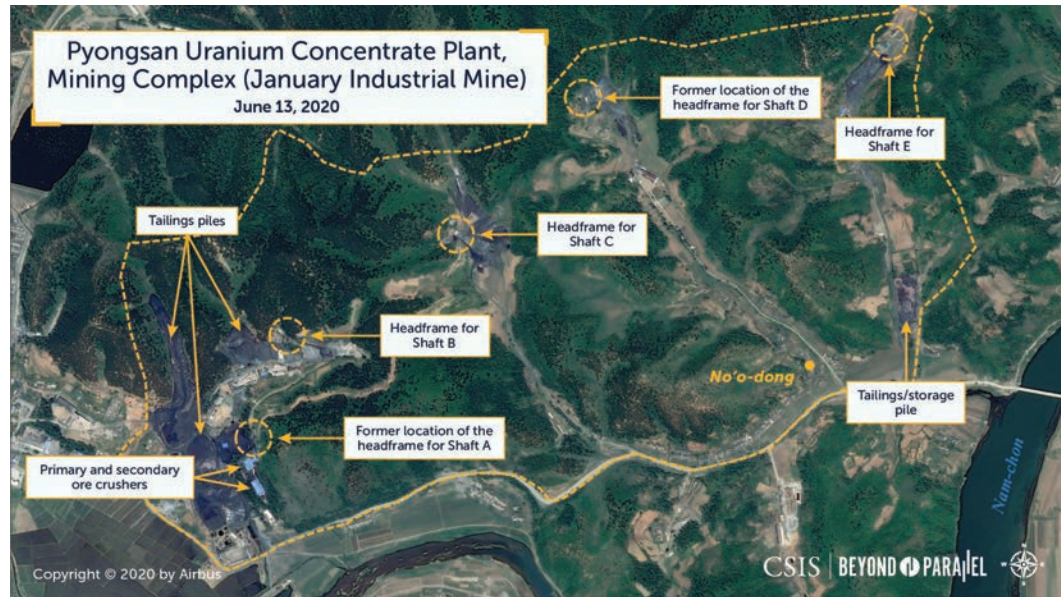 Pyongsan Uranium Concentrate Plant,
Mining Complex (January Industrial Mine)
June 13, 2020
Former location of the
headframe for Shaft D
Headframe for
Shaft E
Tailings piles
Headframe for
Shaft C
Headframe for
Shaft B
No'o-dong
Tailings/storage
pile
Former location of the
headframe for Shaft A
Primary and secondary
ore crushers
Nam-chon
Copyright © 2020 by Airbus
CSIS | BEYOND PARALLEL